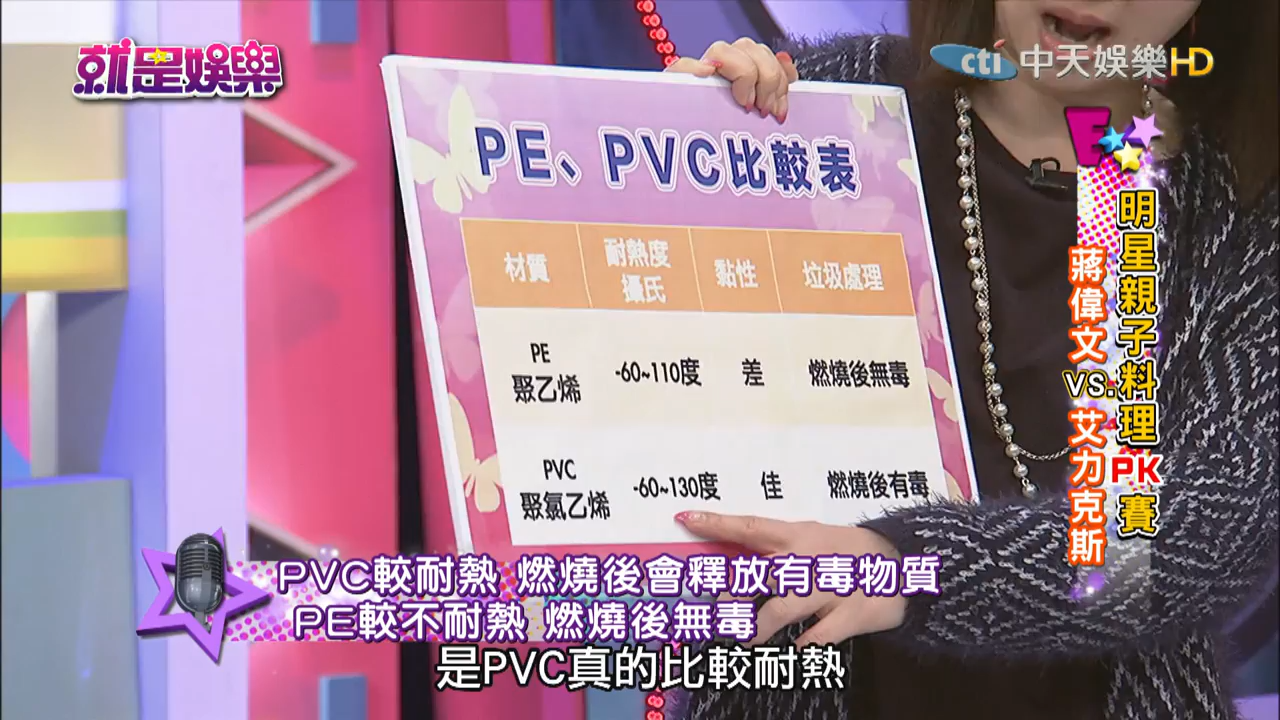 就是娛樂
cti 中天娛樂HD
PE、PVC比較表
材質 耐熱度攝氏 黏性 垃圾處理
PE聚乙烯 -60~110度 差 燃燒後無毒
PVC聚氯乙烯 -60~130度 佳 燃燒後有毒
E
明星親子料理PK賽
蔣偉文VS.艾力克斯
PVC較耐熱 燃燒後會釋放有毒物質
PE較不耐熱 燃燒後無毒
是PVC真的比較耐熱